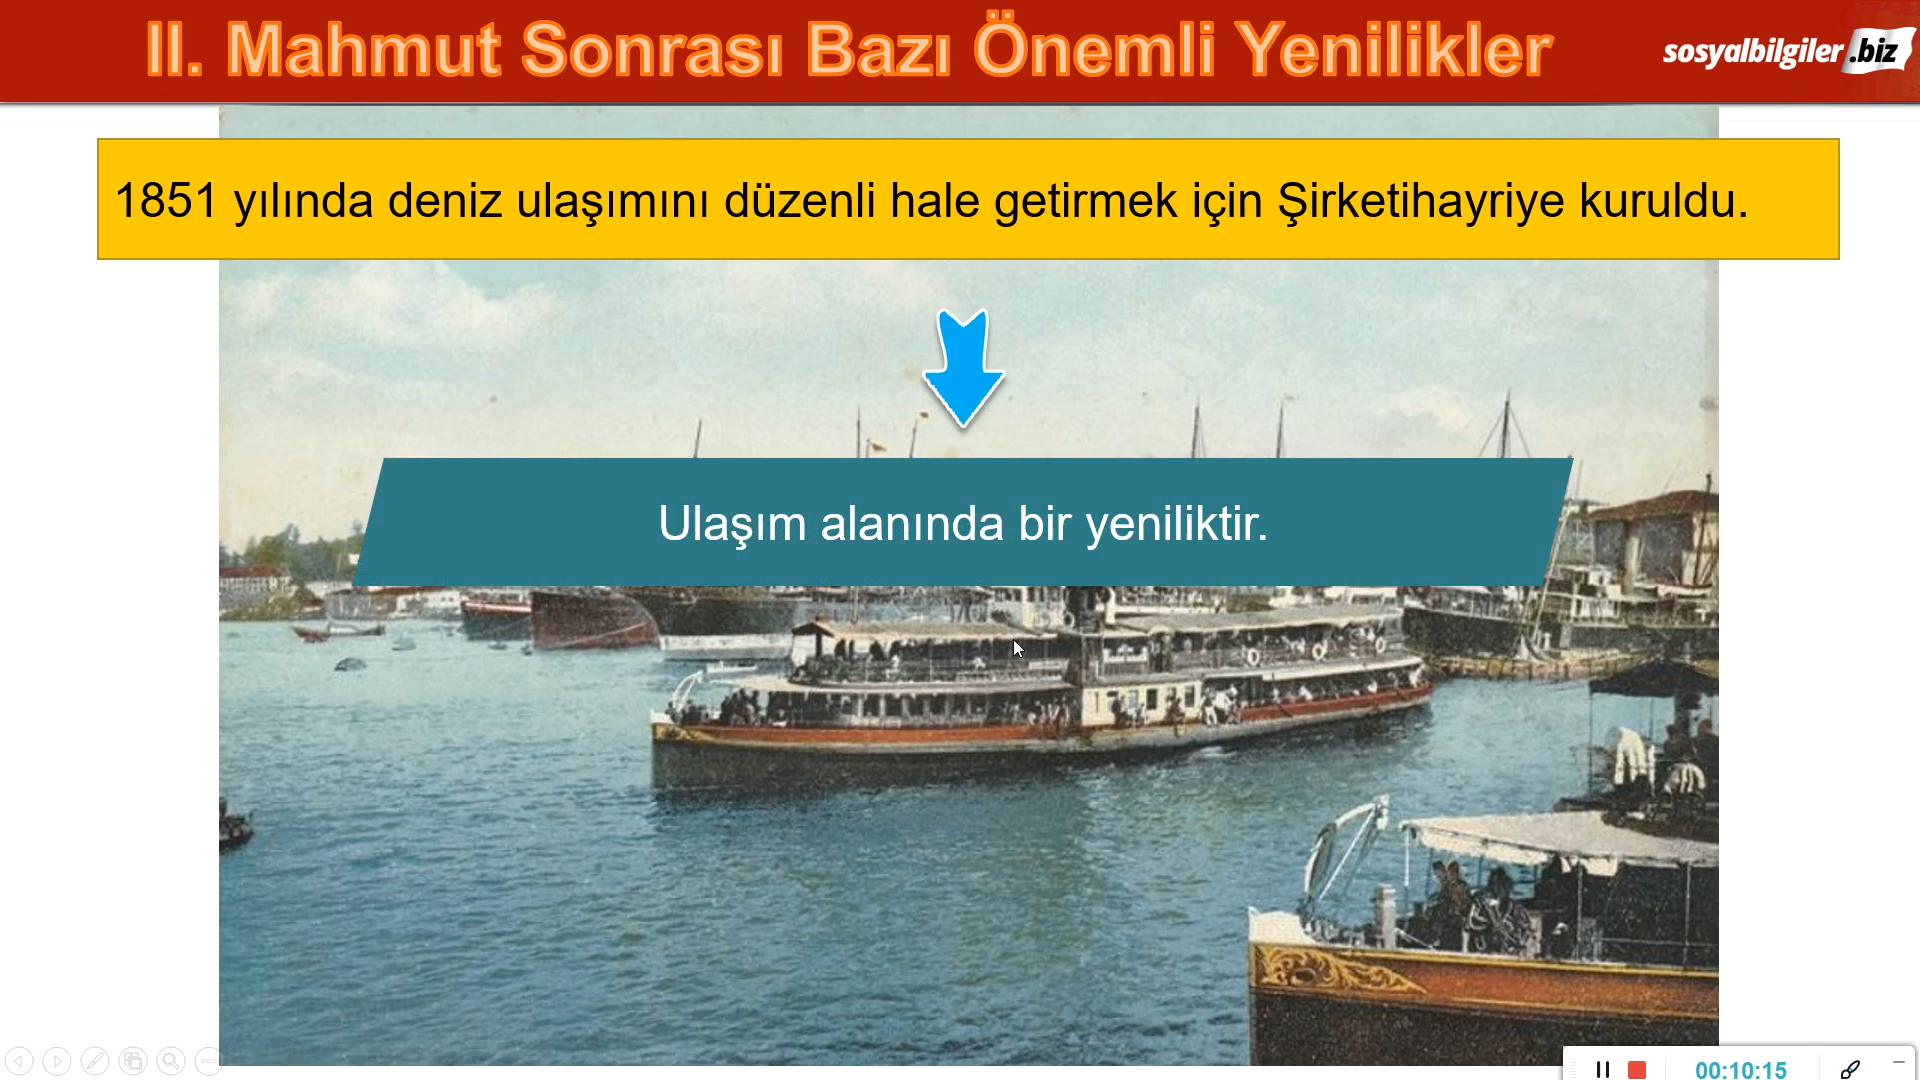 II. Mahmut Sonrası Bazı Önemli Yenilikler
sosyalbilgiler.biz
1851 yılında deniz ulaşımını düzenli hale getirmek için Şirketihayriye kuruldu.
Ulaşım alanında bir yeniliktir.
00:10:15